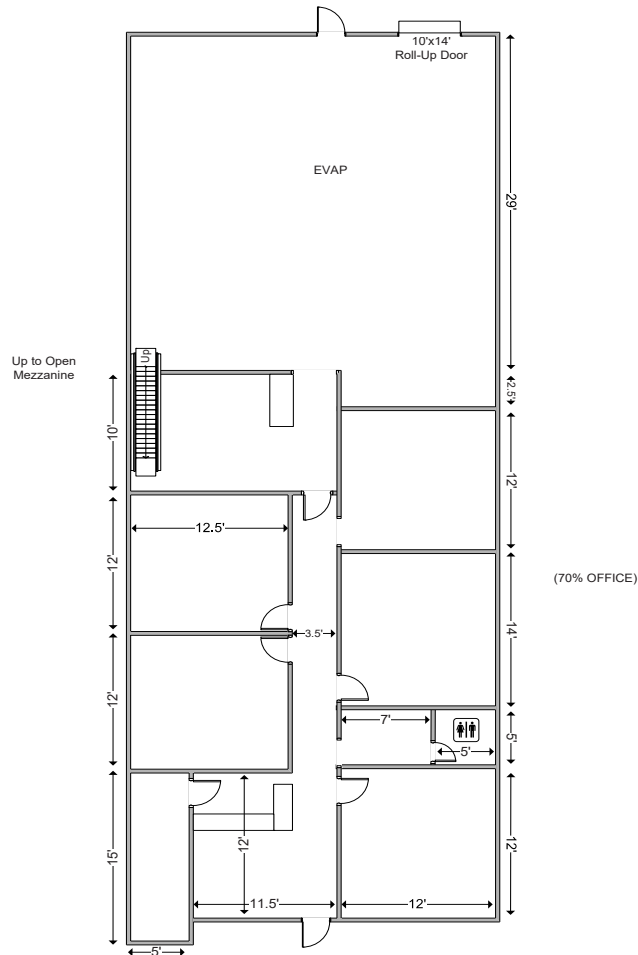 10'x14'
Roll-Up Door
EVAP
29'
Up to Open
Mezzanine
Up
2.5'
10'
12'
12.5'
12'
(70% OFFICE)
3.5'
14'
12'
7'
5'
5'
15'
12'
12'
11.5'
12'
5'